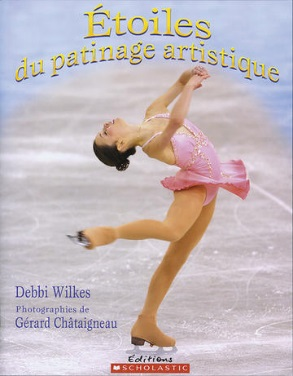 Étoiles
du patinage artistique
Debbi Wilkes
Photographies de
Gérard Châtaigneau
Éditions
SCHOLASTIC